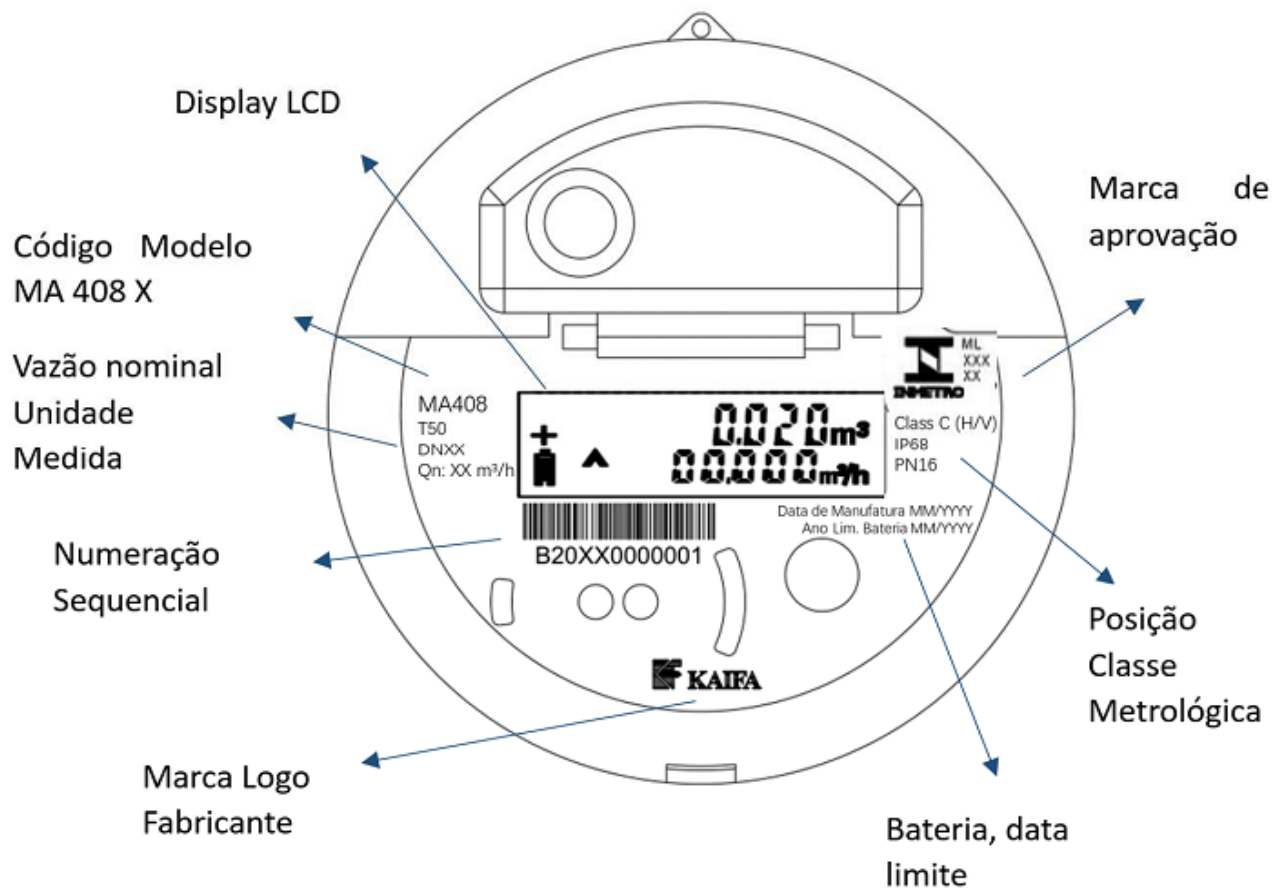 Display LCD
Marca de
aprovação
Código Modelo
MA 408 X
Vazão nominal
Unidade
Medida
ML
XXX
XX
INMETRO
MA408
T50
DNXX
Qn: XX m³/h
0.020m³
00.000m³/h
Class C (H/V)
IP68
PN16
Data de Manufatura MM/YYYY
Ano Lim. Bateria MM/YYYY
B20XX0000001
Numeração
Sequencial
Posição
Classe
Metrológica
KAIFA
Marca Logo
Fabricante
Bateria, data
limite